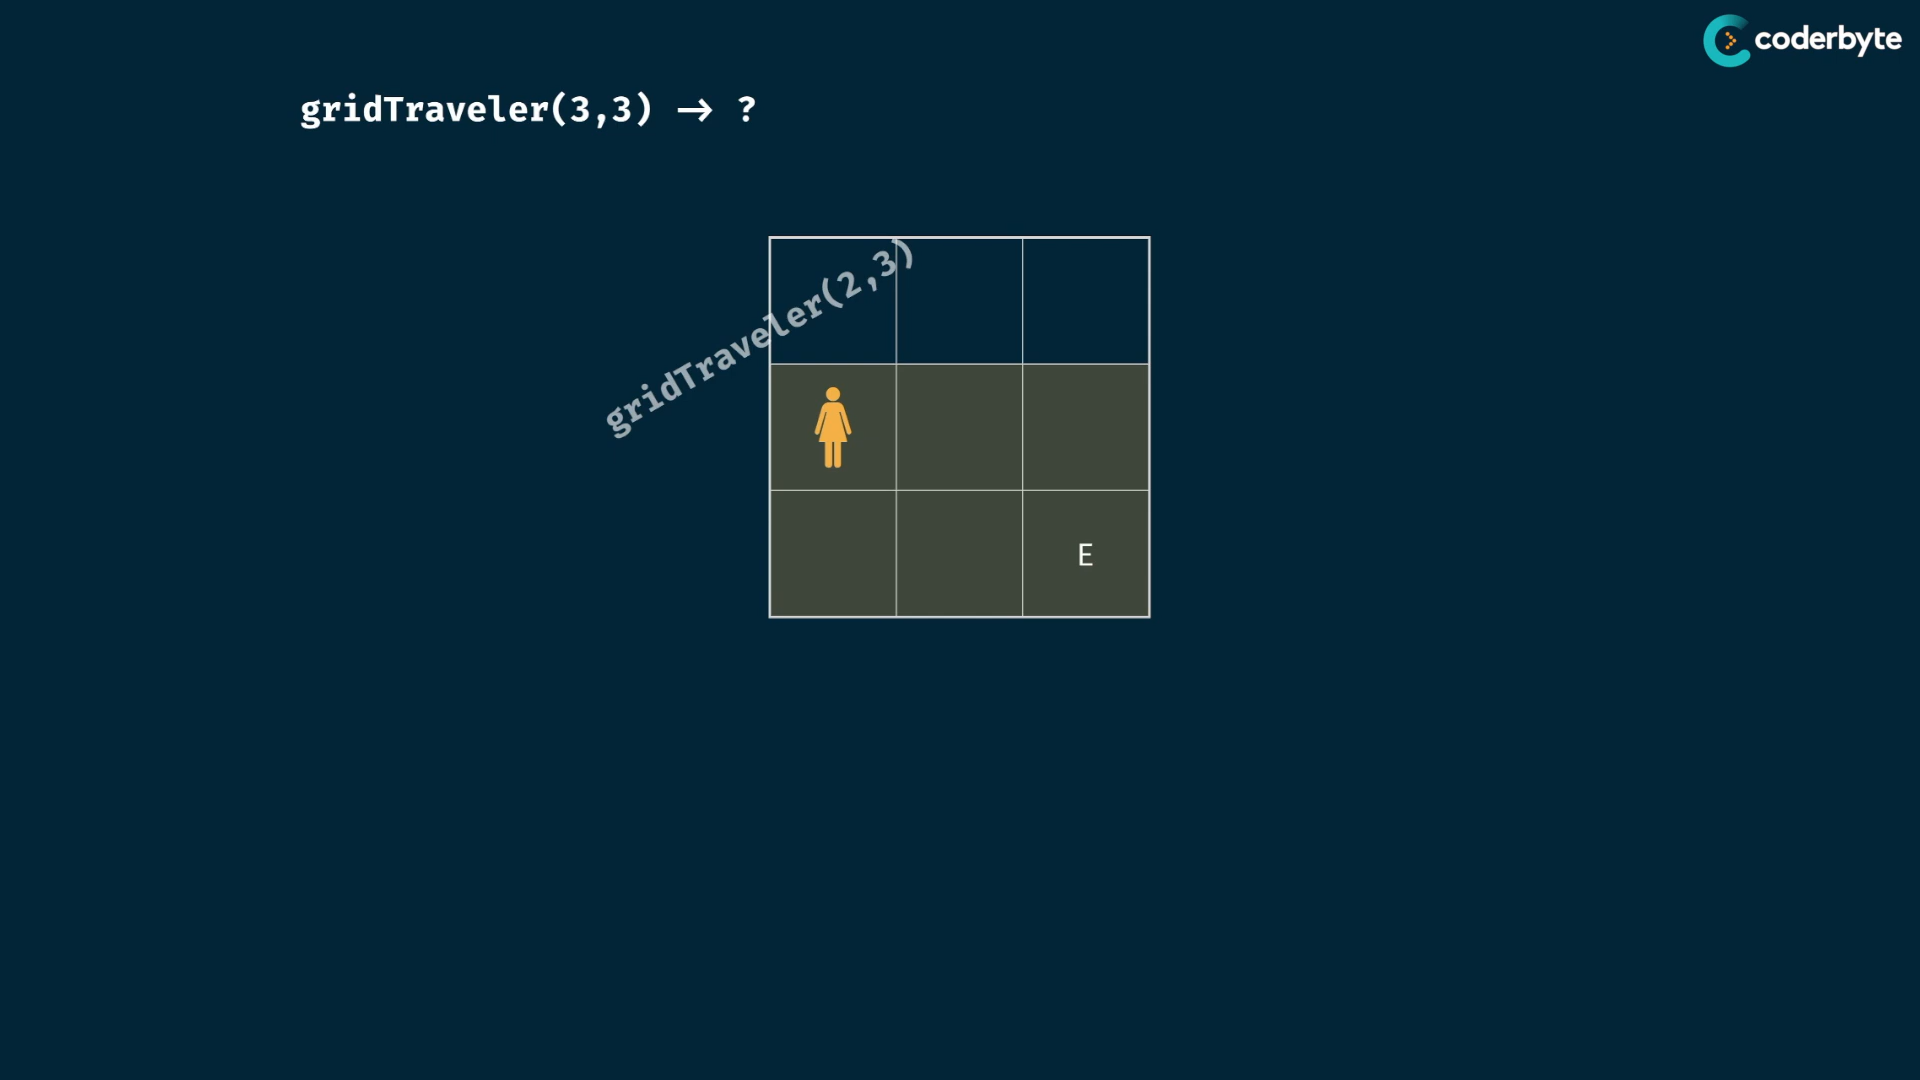 coderbyte
gridTraveler(3,3) → ?
gridTraveler(2,3)
E